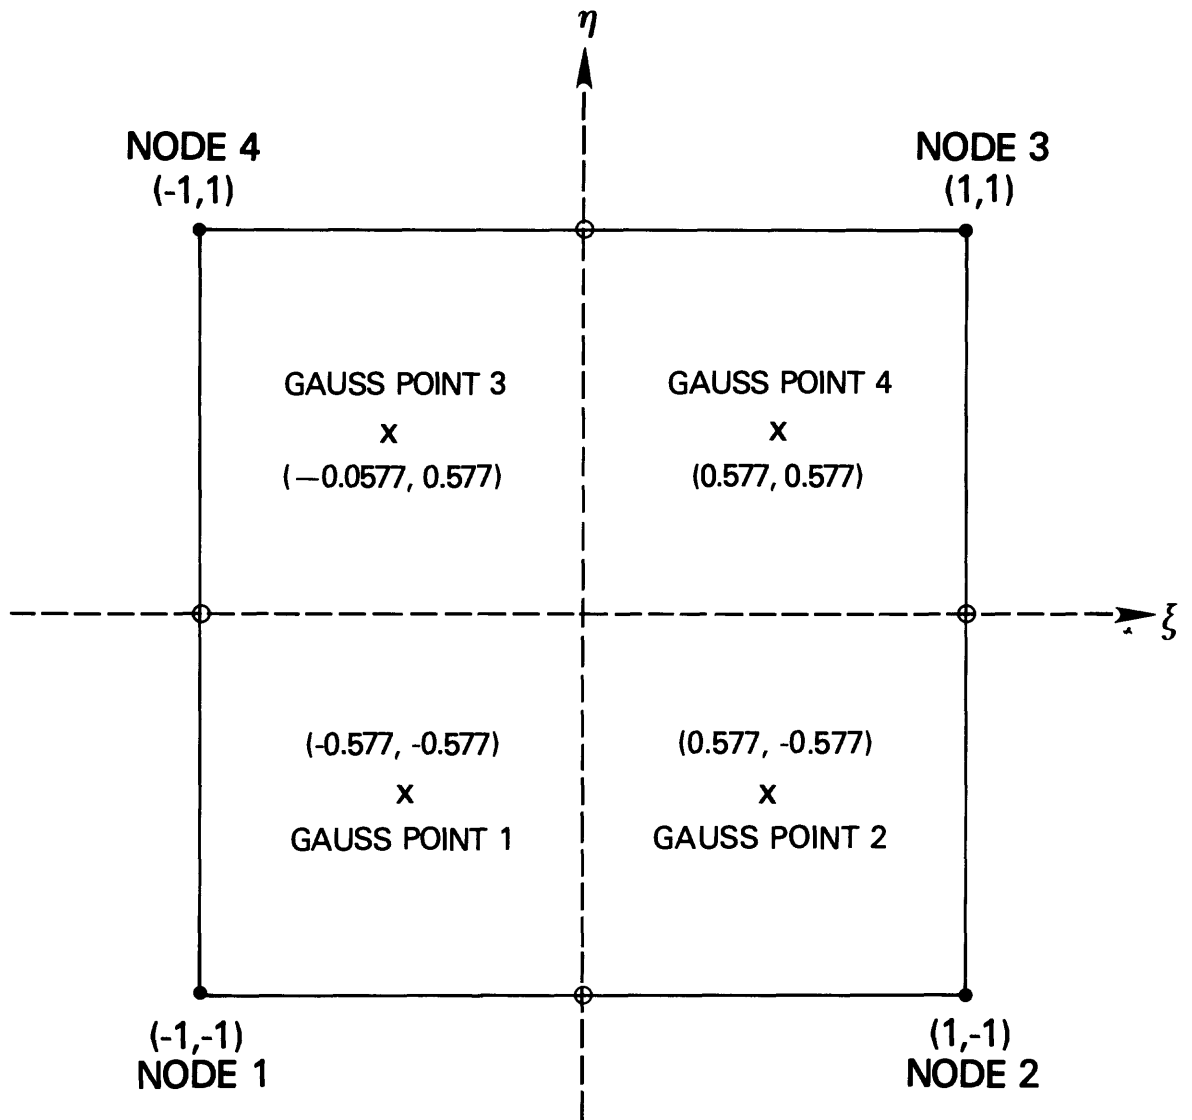 η
NODE 4
(-1,1)
NODE 3
(1,1)
GAUSS POINT 3
x
(—0.0577, 0.577)
GAUSS POINT 4
x
(0.577, 0.577)
ξ
(-0.577, -0.577)
x
GAUSS POINT 1
(0.577, -0.577)
x
GAUSS POINT 2
(-1,-1)
NODE 1
(1,-1)
NODE 2